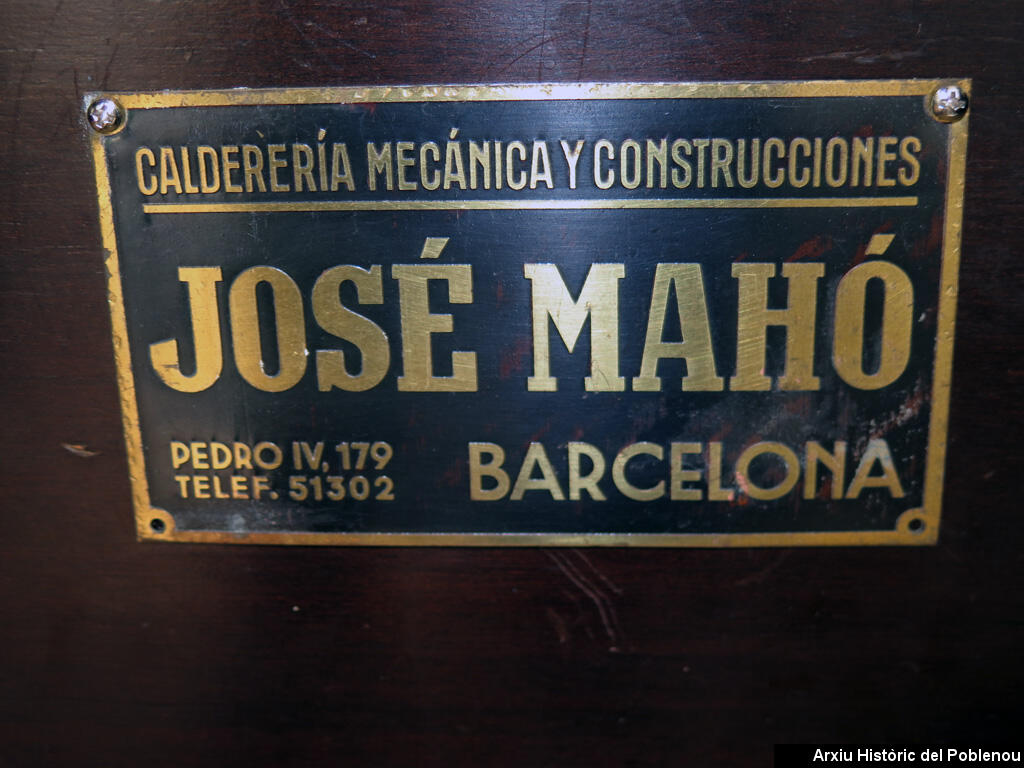 CALDERERÍA MECÁNICA Y CONSTRUCCIONES
JOSÉ MAHÓ
PEDRO IV, 179
TELEF. 51302
BARCELONA
Arxiu Històric del Poblenou